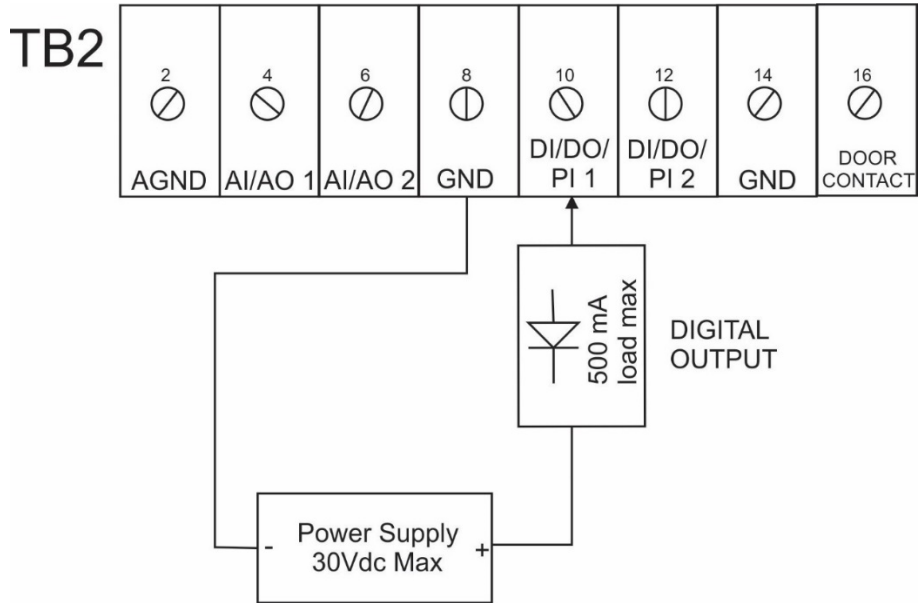 TB2
2
4
6
8
10
12
14
16
AGND
AI/AO 1
AI/AO 2
GND
DI/DO/
PI 1
DI/DO/
PI 2
GND
DOOR
CONTACT
500 mA
load max
DIGITAL
OUTPUT
Power Supply
30Vdc Max
-
+